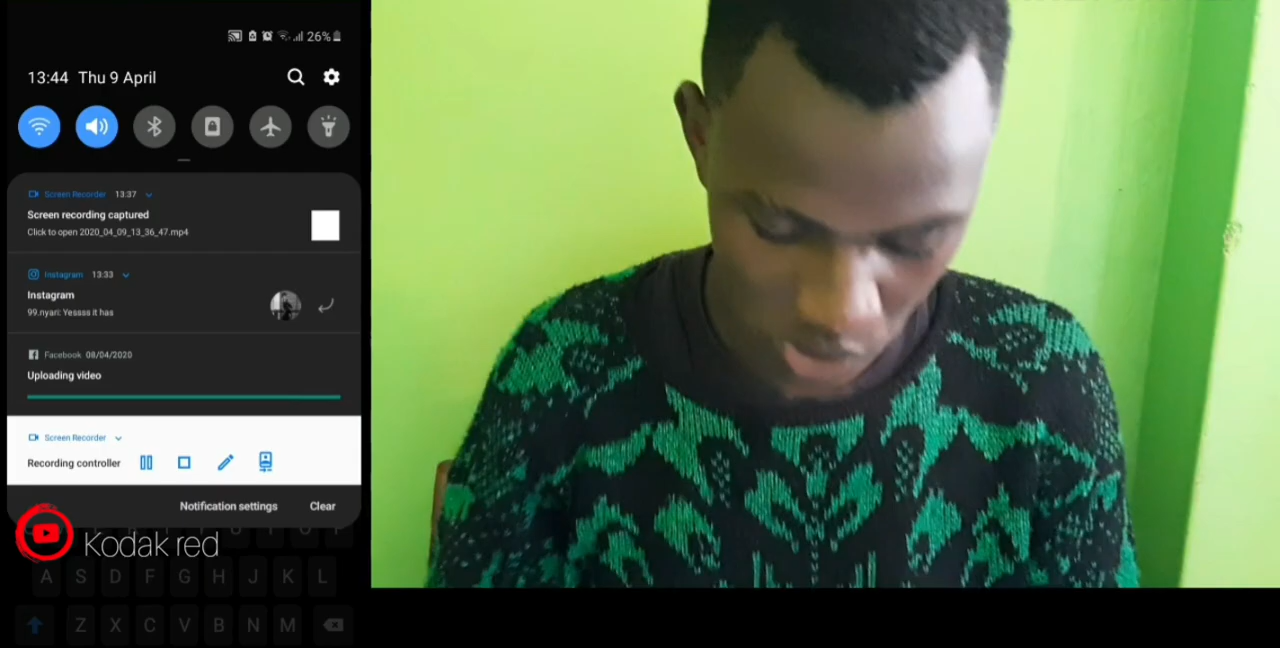 26%
13:44 Thu 9 April
Screen Recorder 13:37
Screen recording captured
Click to open 2020_04_09_13_36_47.mp4
Instagram 13:33
Instagram
99.nyari: Yessss it has
Facebook 08/04/2020
Uploading video
Screen Recorder
Recording controller
Notification settings Clear
Kodak red
A S D F G H J K L
Z X C V B N M